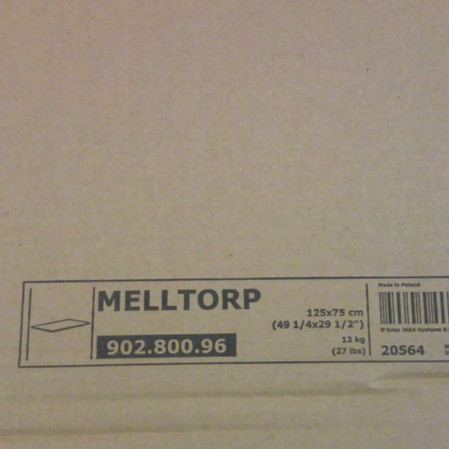 MELLTORP
902.800.96
125x75 cm
(49 1/4x29 1/2")
12 kg
(27 lbs)
Made in Poland
© Inter IKEA Systems B.
20564